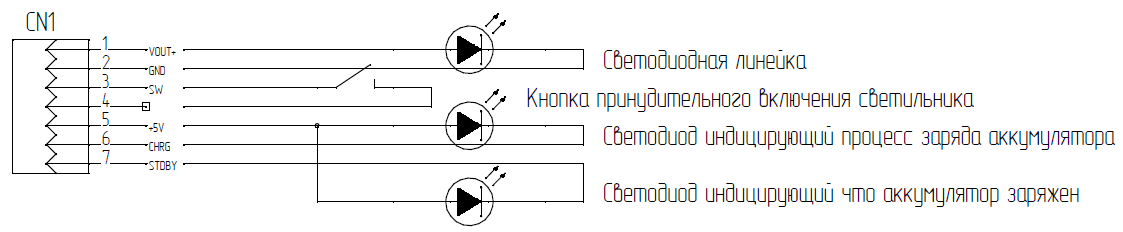 CN1
1 VOUT+
2 GND
Светодиодная линейка
3 SW
4
Кнопка принудительного включения светильника
5 +5V
Светодиод индицирующий процесс заряда аккумулятора
6 CHRG
7 STDBY
Светодиод индицирующий что аккумулятор заряжен